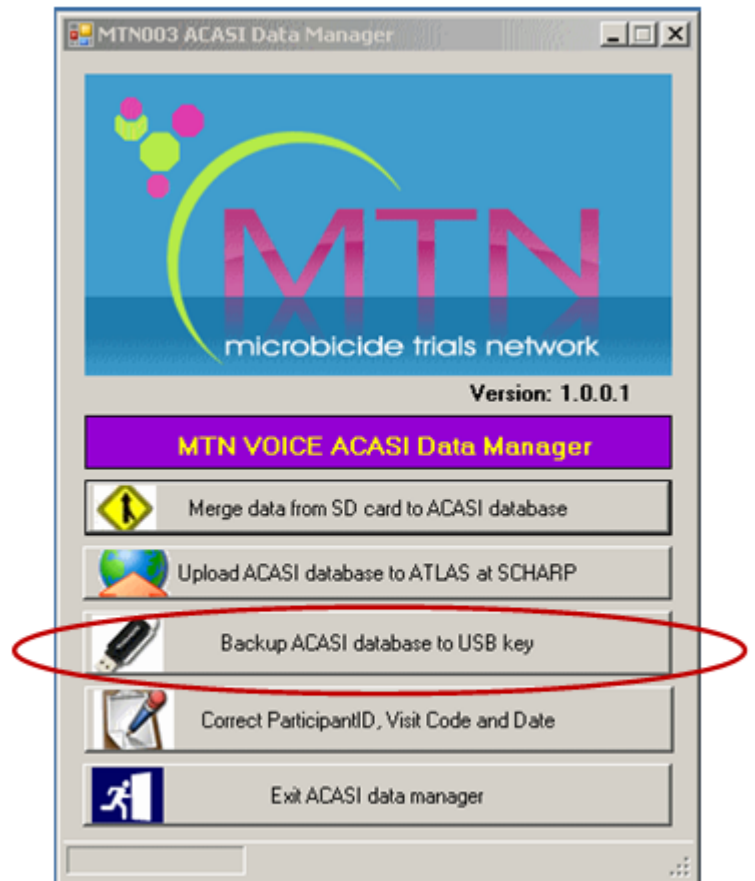 MTN003 ACASI Data Manager
MTN
microbicide trials network
Version: 1.0.0.1
MTN VOICE ACASI Data Manager
Merge data from SD card to ACASI database
Upload ACASI database to ATLAS at SCHARP
Backup ACASI database to USB key
Correct ParticipantID, Visit Code and Date
Exit ACASI data manager